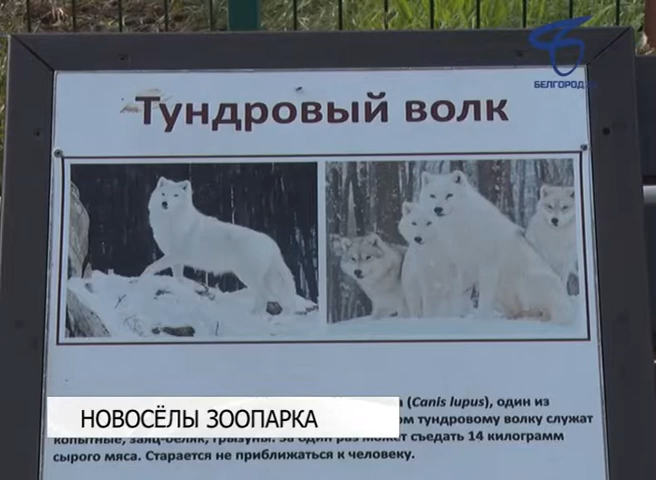 БЕЛГОРОД
Тундровый волк
(Canis lupus), один из
НОВОСЁЛЫ ЗООПАРКА
тундровому волку служат
копытные, заяц-беляк, грызуны. За один раз может съедать 14 килограмм
сырого мяса. Старается не приближаться к человеку.